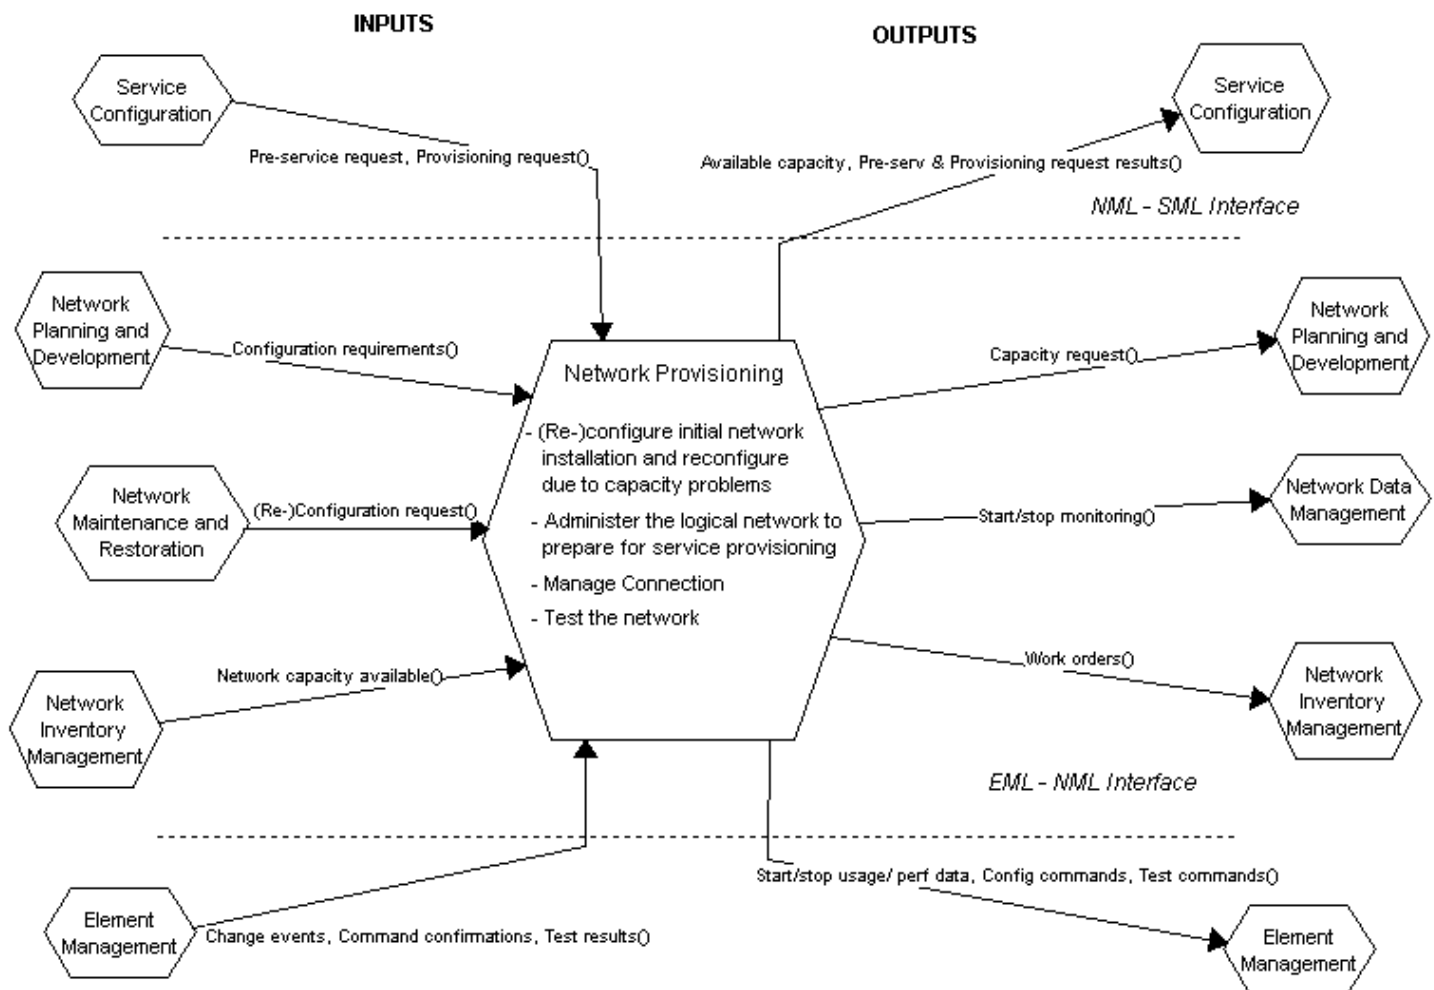 INPUTS
OUTPUTS
Service
Configuration
Service
Configuration
Pre-service request, Provisioning request()
Available capacity, Pre-serv & Provisioning request results()
NML - SML Interface
Network
Planning and
Development
Configuration requirements()
Network
Planning and
Development
Capacity request()
Network Provisioning
- (Re-)configure initial network
installation and reconfigure
due to capacity problems
- Administer the logical network to
prepare for service provisioning
- Manage Connection
- Test the network
Network
Maintenance and
Restoration
(Re-)Configuration request()
Network Data
Management
Start/stop monitoring()
Network
Inventory
Management
Network capacity available()
Work orders()
Network
Inventory
Management
EML - NML Interface
Element
Management
Change events, Command confirmations, Test results()
Start/stop usage/ perf data, Config commands, Test commands()
Element
Management